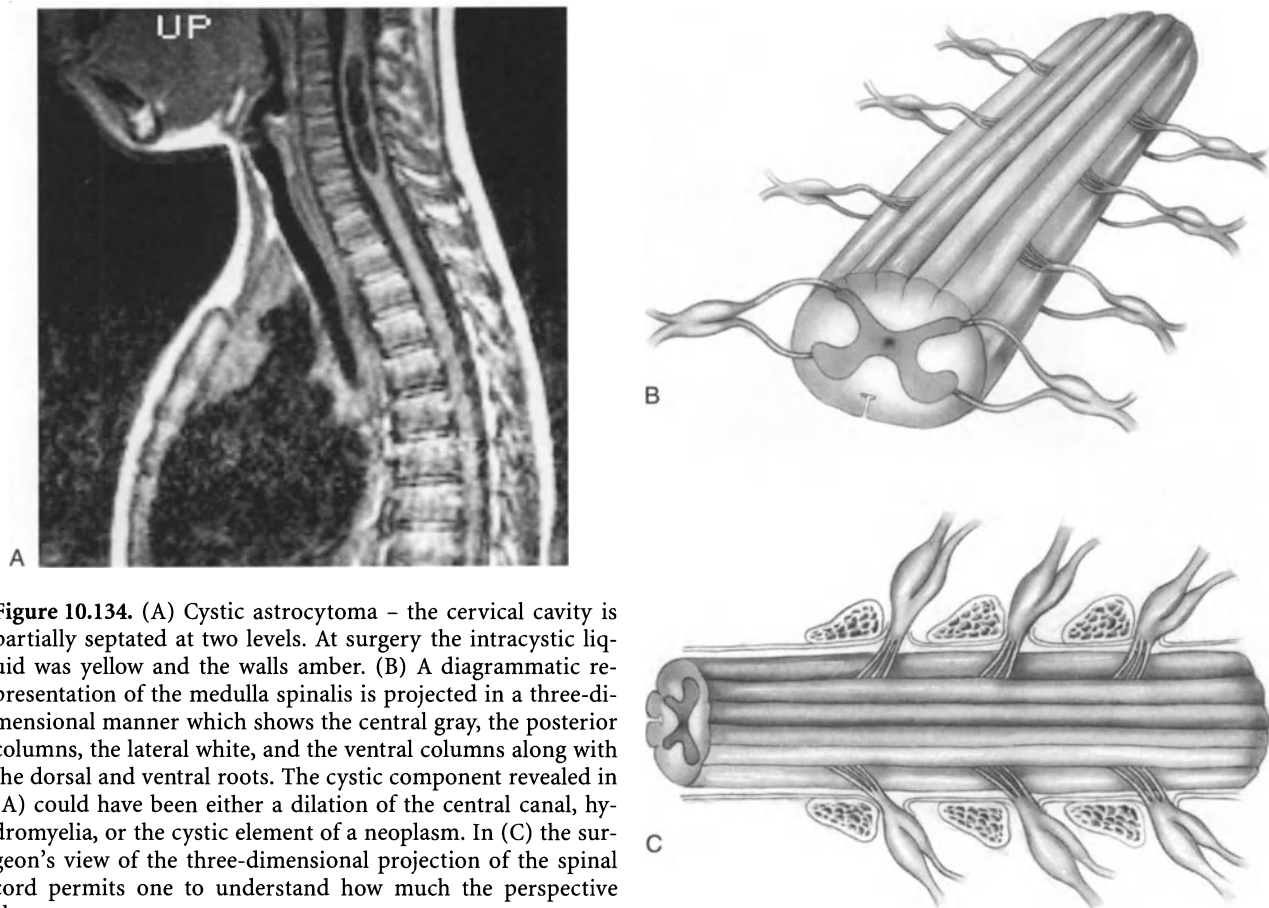 UP
A
B
C
Figure 10.134. (A) Cystic astrocytoma – the cervical cavity is
partially septated at two levels. At surgery the intracystic liq-
uid was yellow and the walls amber. (B) A diagrammatic re-
presentation of the medulla spinalis is projected in a three-di-
mensional manner which shows the central gray, the posterior
columns, the lateral white, and the ventral columns along with
the dorsal and ventral roots. The cystic component revealed in
(A) could have been either a dilation of the central canal, hy-
dromyelia, or the cystic element of a neoplasm. In (C) the sur-
geon's view of the three-dimensional projection of the spinal
cord permits one to understand how much the perspective